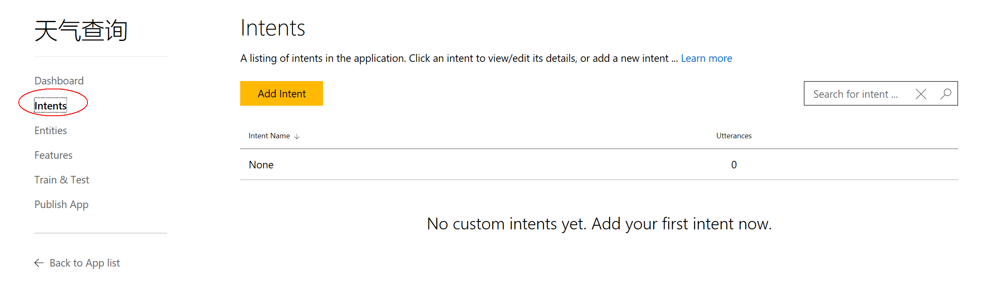 天气查询
Dashboard
Intents
Entities
Features
Train & Test
Publish App
Back to App list
Intents
A listing of intents in the application. Click an intent to view/edit its details, or add a new intent ... Learn more
Add Intent
Search for intent ...
Intent Name Utterances
None 0
No custom intents yet. Add your first intent now.